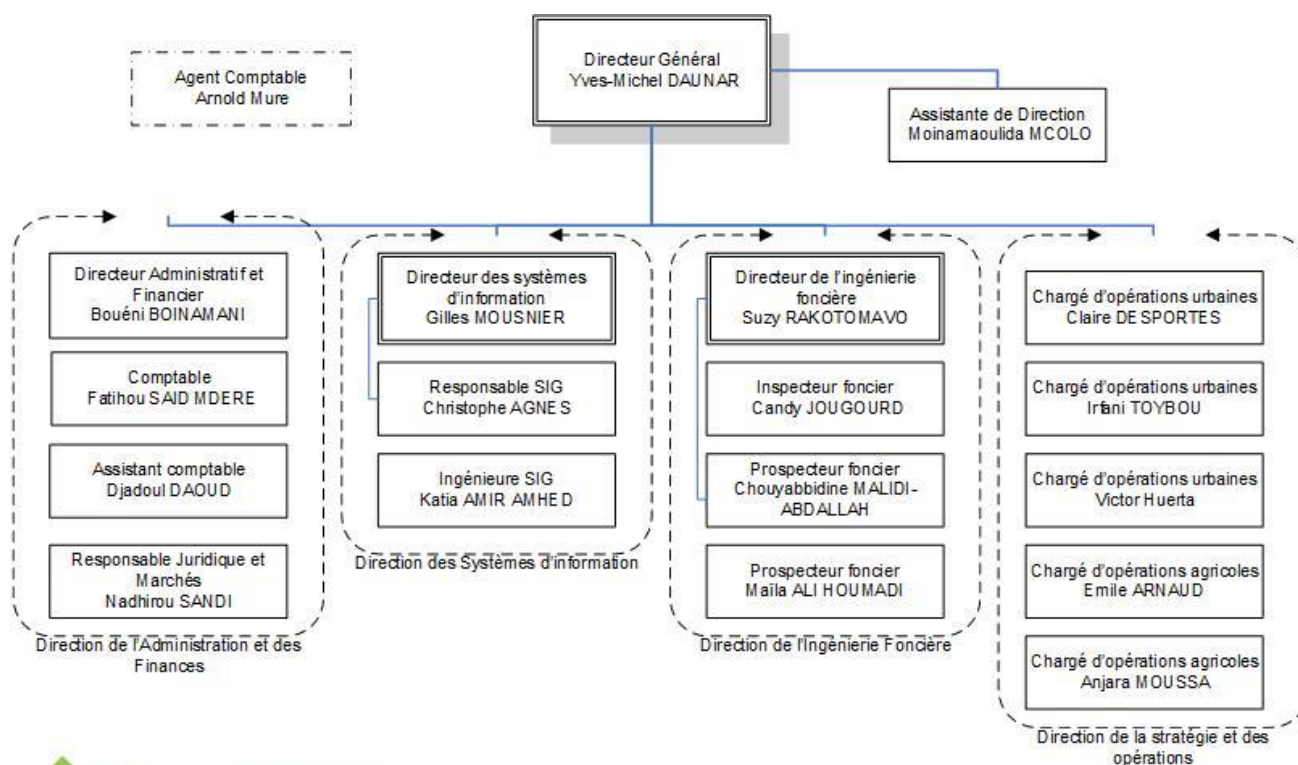 Directeur Général
Yves-Michel DAUNAR
Agent Comptable
Arnold Mure
Assistante de Direction
Moinamaoulida MCOLO
Directeur Administratif et
Financier
Bouéni BOINAMANI
Comptable
Fatihou SAID MDERE
Assistant comptable
Djadoul DAOUD
Responsable Juridique et
Marchés
Nadhirou SANDI
Direction de l'Administration et des
Finances
Directeur des systèmes
d'information
Gilles MOUSNIER
Responsable SIG
Christophe AGNES
Ingénieure SIG
Katia AMIR AMHED
Direction des Systèmes d'information
Directeur de l'ingénierie
foncière
Suzy RAKOTOMAVO
Inspecteur foncier
Candy JOUGOURD
Prospecteur foncier
Chouyabbidine MALIDI-
ABDALLAH
Prospecteur foncier
Maïla ALI HOUMADI
Direction de l'Ingénierie Foncière
Chargé d'opérations urbaines
Claire DESPORTES
Chargé d'opérations urbaines
Irfani TOYBOU
Chargé d'opérations urbaines
Victor Huerta
Chargé d'opérations agricoles
Emile ARNAUD
Chargé d'opérations agricoles
Anjara MOUSSA
Direction de la stratégie et des
opérations